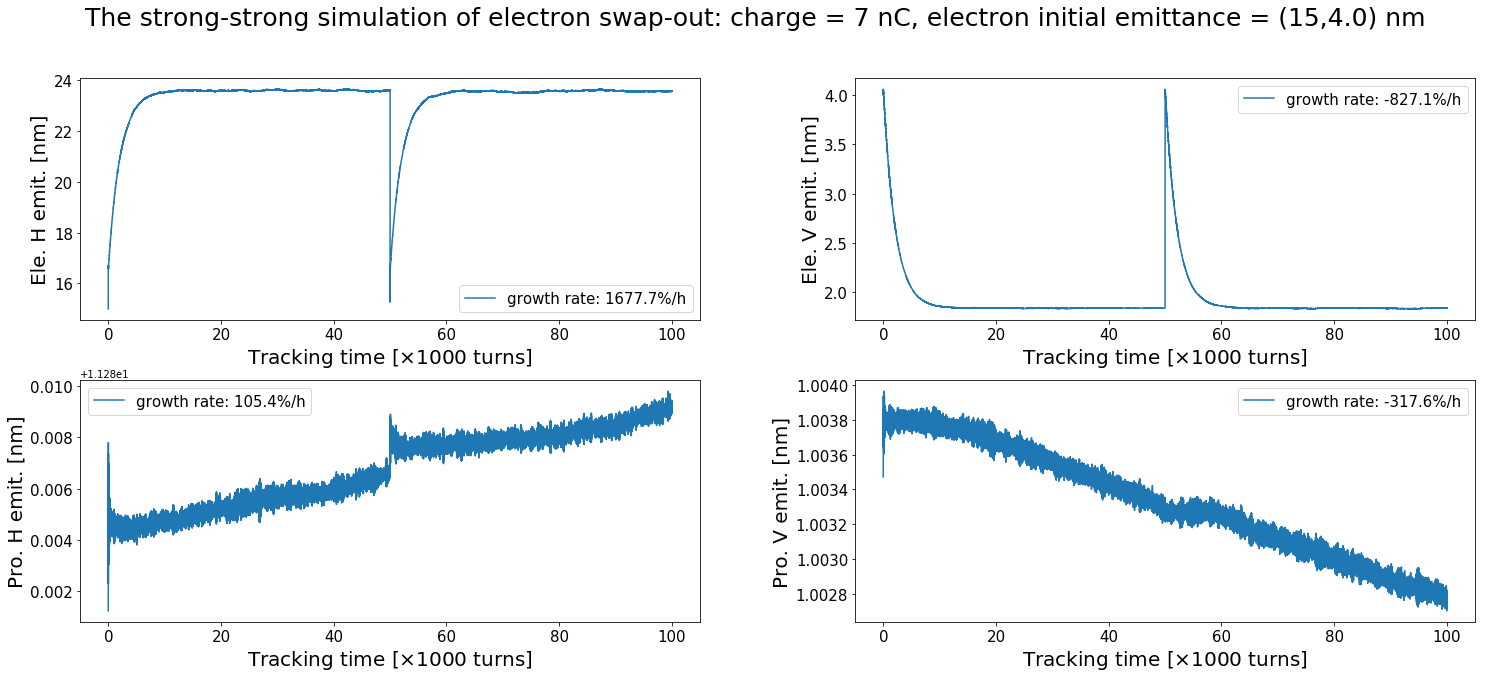 The strong-strong simulation of electron swap-out: charge = 7 nC, electron initial emittance = (15,4.0) nm
24
22
20
18
16
Ele. H emit. [nm]
growth rate: 1677.7%/h
0 20 40 60 80 100
Tracking time [×1000 turns]
4.0
3.5
3.0
2.5
2.0
Ele. V emit. [nm]
growth rate: -827.1%/h
0 20 40 60 80 100
Tracking time [×1000 turns]
+1.128e1
0.010
0.008
0.006
0.004
0.002
Pro. H emit. [nm]
growth rate: 105.4%/h
0 20 40 60 80 100
Tracking time [×1000 turns]
1.0040
1.0038
1.0036
1.0034
1.0032
1.0030
1.0028
Pro. V emit. [nm]
growth rate: -317.6%/h
0 20 40 60 80 100
Tracking time [×1000 turns]